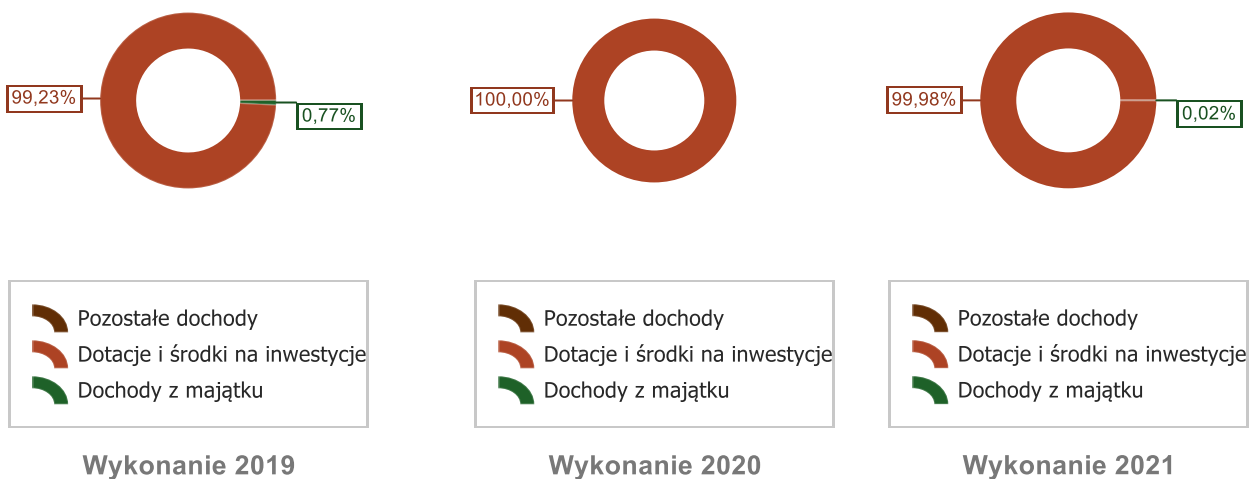 99,23%
0,77%
100,00%
99,98%
0,02%
Pozostałe dochody
Dotacje i środki na inwestycje
Dochody z majątku
Pozostałe dochody
Dotacje i środki na inwestycje
Dochody z majątku
Pozostałe dochody
Dotacje i środki na inwestycje
Dochody z majątku
Wykonanie 2019
Wykonanie 2020
Wykonanie 2021